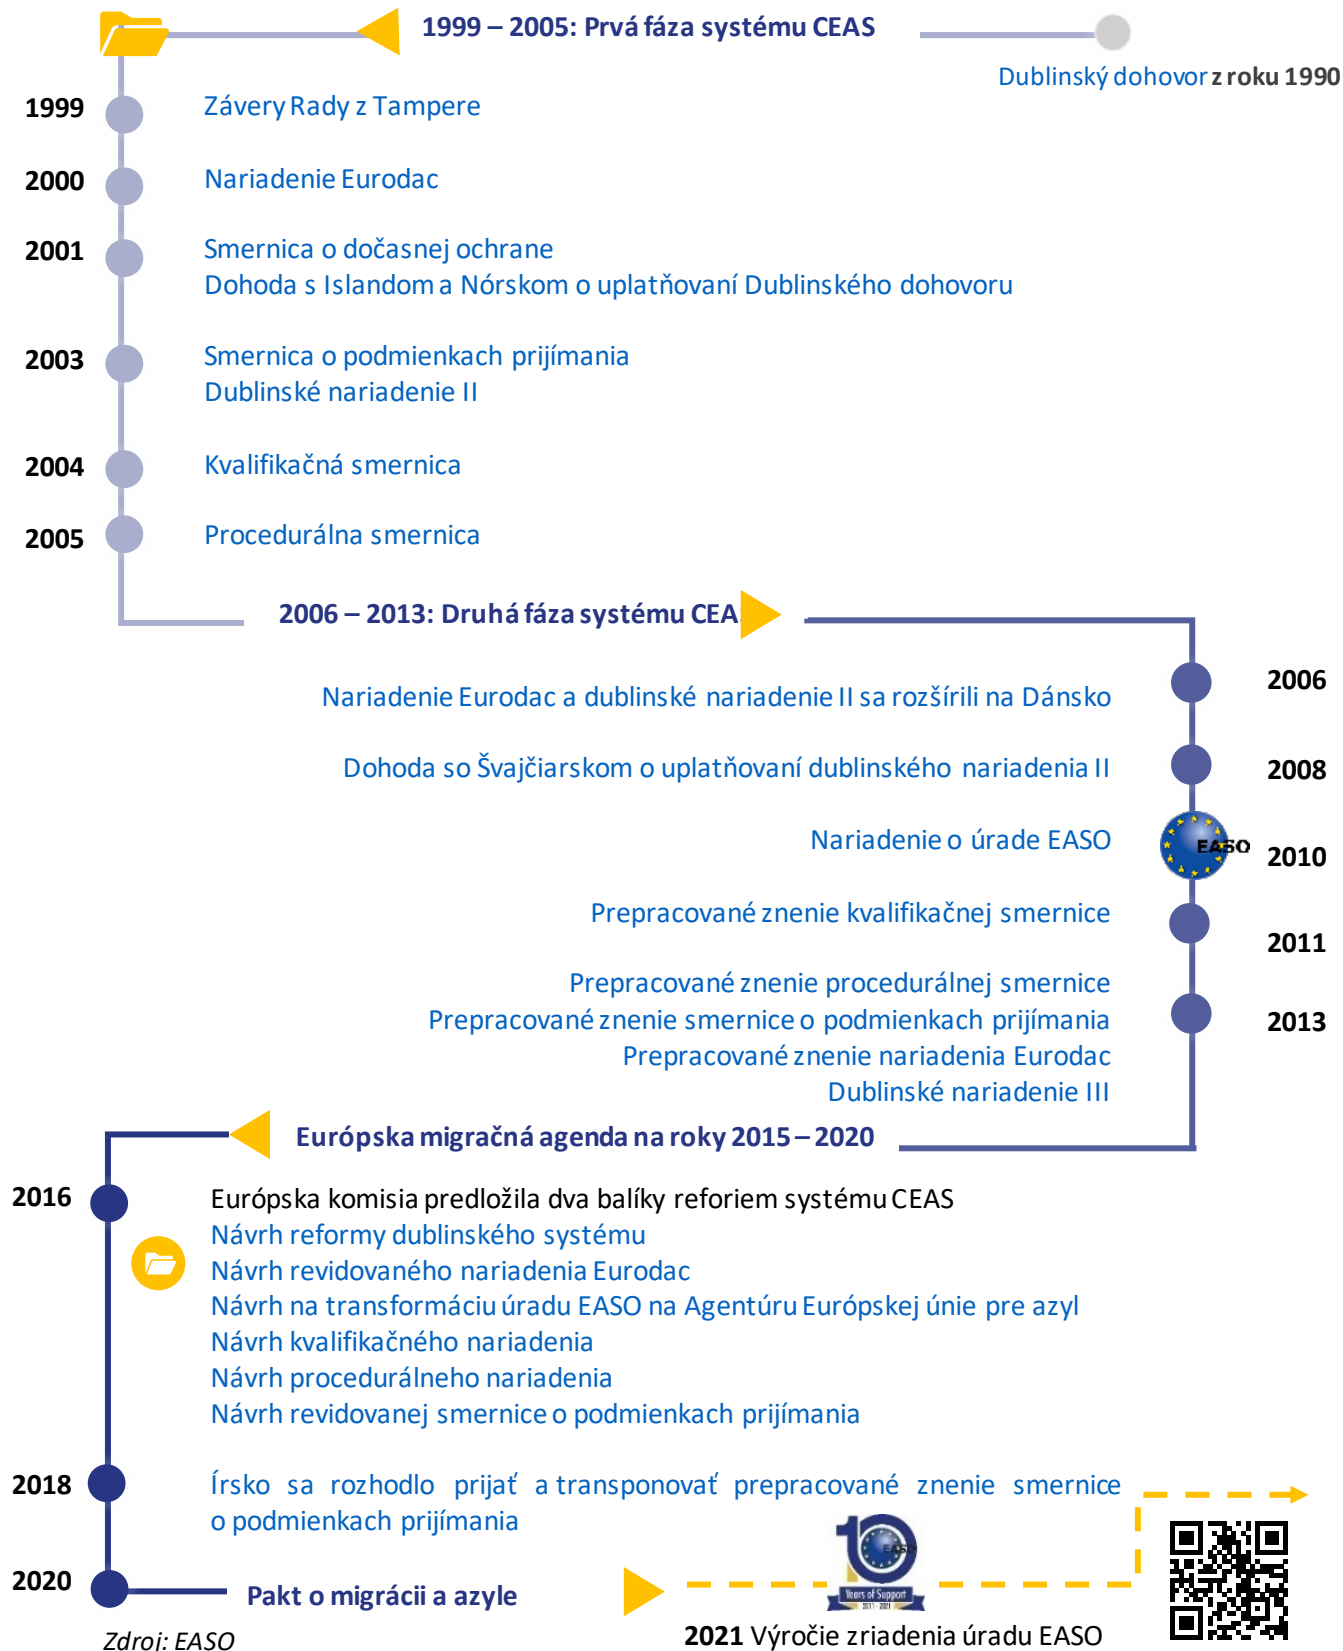 1999 – 2005: Prvá fáza systému CEAS
Dublinský dohovor z roku 1990
1999 Závery Rady z Tampere
2000 Nariadenie Eurodac
2001 Smernica o dočasnej ochrane
Dohoda s Islandom a Nórskom o uplatňovaní Dublinského dohovoru
2003 Smernica o podmienkach prijímania
Dublinské nariadenie II
2004 Kvalifikačná smernica
2005 Procedurálna smernica
2006 – 2013: Druhá fáza systému CEA
Nariadenie Eurodac a dublinské nariadenie II sa rozšírili na Dánsko 2006
Dohoda so Švajčiarskom o uplatňovaní dublinského nariadenia II 2008
Nariadenie o úrade EASO EASO 2010
Prepracované znenie kvalifikačnej smernice 2011
Prepracované znenie procedurálnej smernice
Prepracované znenie smernice o podmienkach prijímania 2013
Prepracované znenie nariadenia Eurodac
Dublinské nariadenie III
Európska migračná agenda na roky 2015 – 2020
2016 Európska komisia predložila dva balíky reforiem systému CEAS
Návrh reformy dublinského systému
Návrh revidovaného nariadenia Eurodac
Návrh na transformáciu úradu EASO na Agentúru Európskej únie pre azyl
Návrh kvalifikačného nariadenia
Návrh procedurálneho nariadenia
Návrh revidovanej smernice o podmienkach prijímania
2018 Írsko sa rozhodlo prijať a transponovať prepracované znenie smernice
o podmienkach prijímania
10
EASO
Years of Support
2011 - 2021
2020 Pakt o migrácii a azyle
2021 Výročie zriadenia úradu EASO
Zdroj: EASO